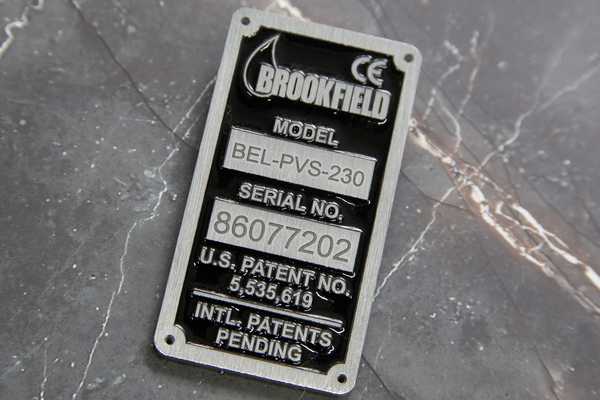 CE
BROOKFIELD
MODEL
BEL-PVS-230
SERIAL NO.
86077202
U.S. PATENT NO.
5,535,619
INTL. PATENTS
PENDING